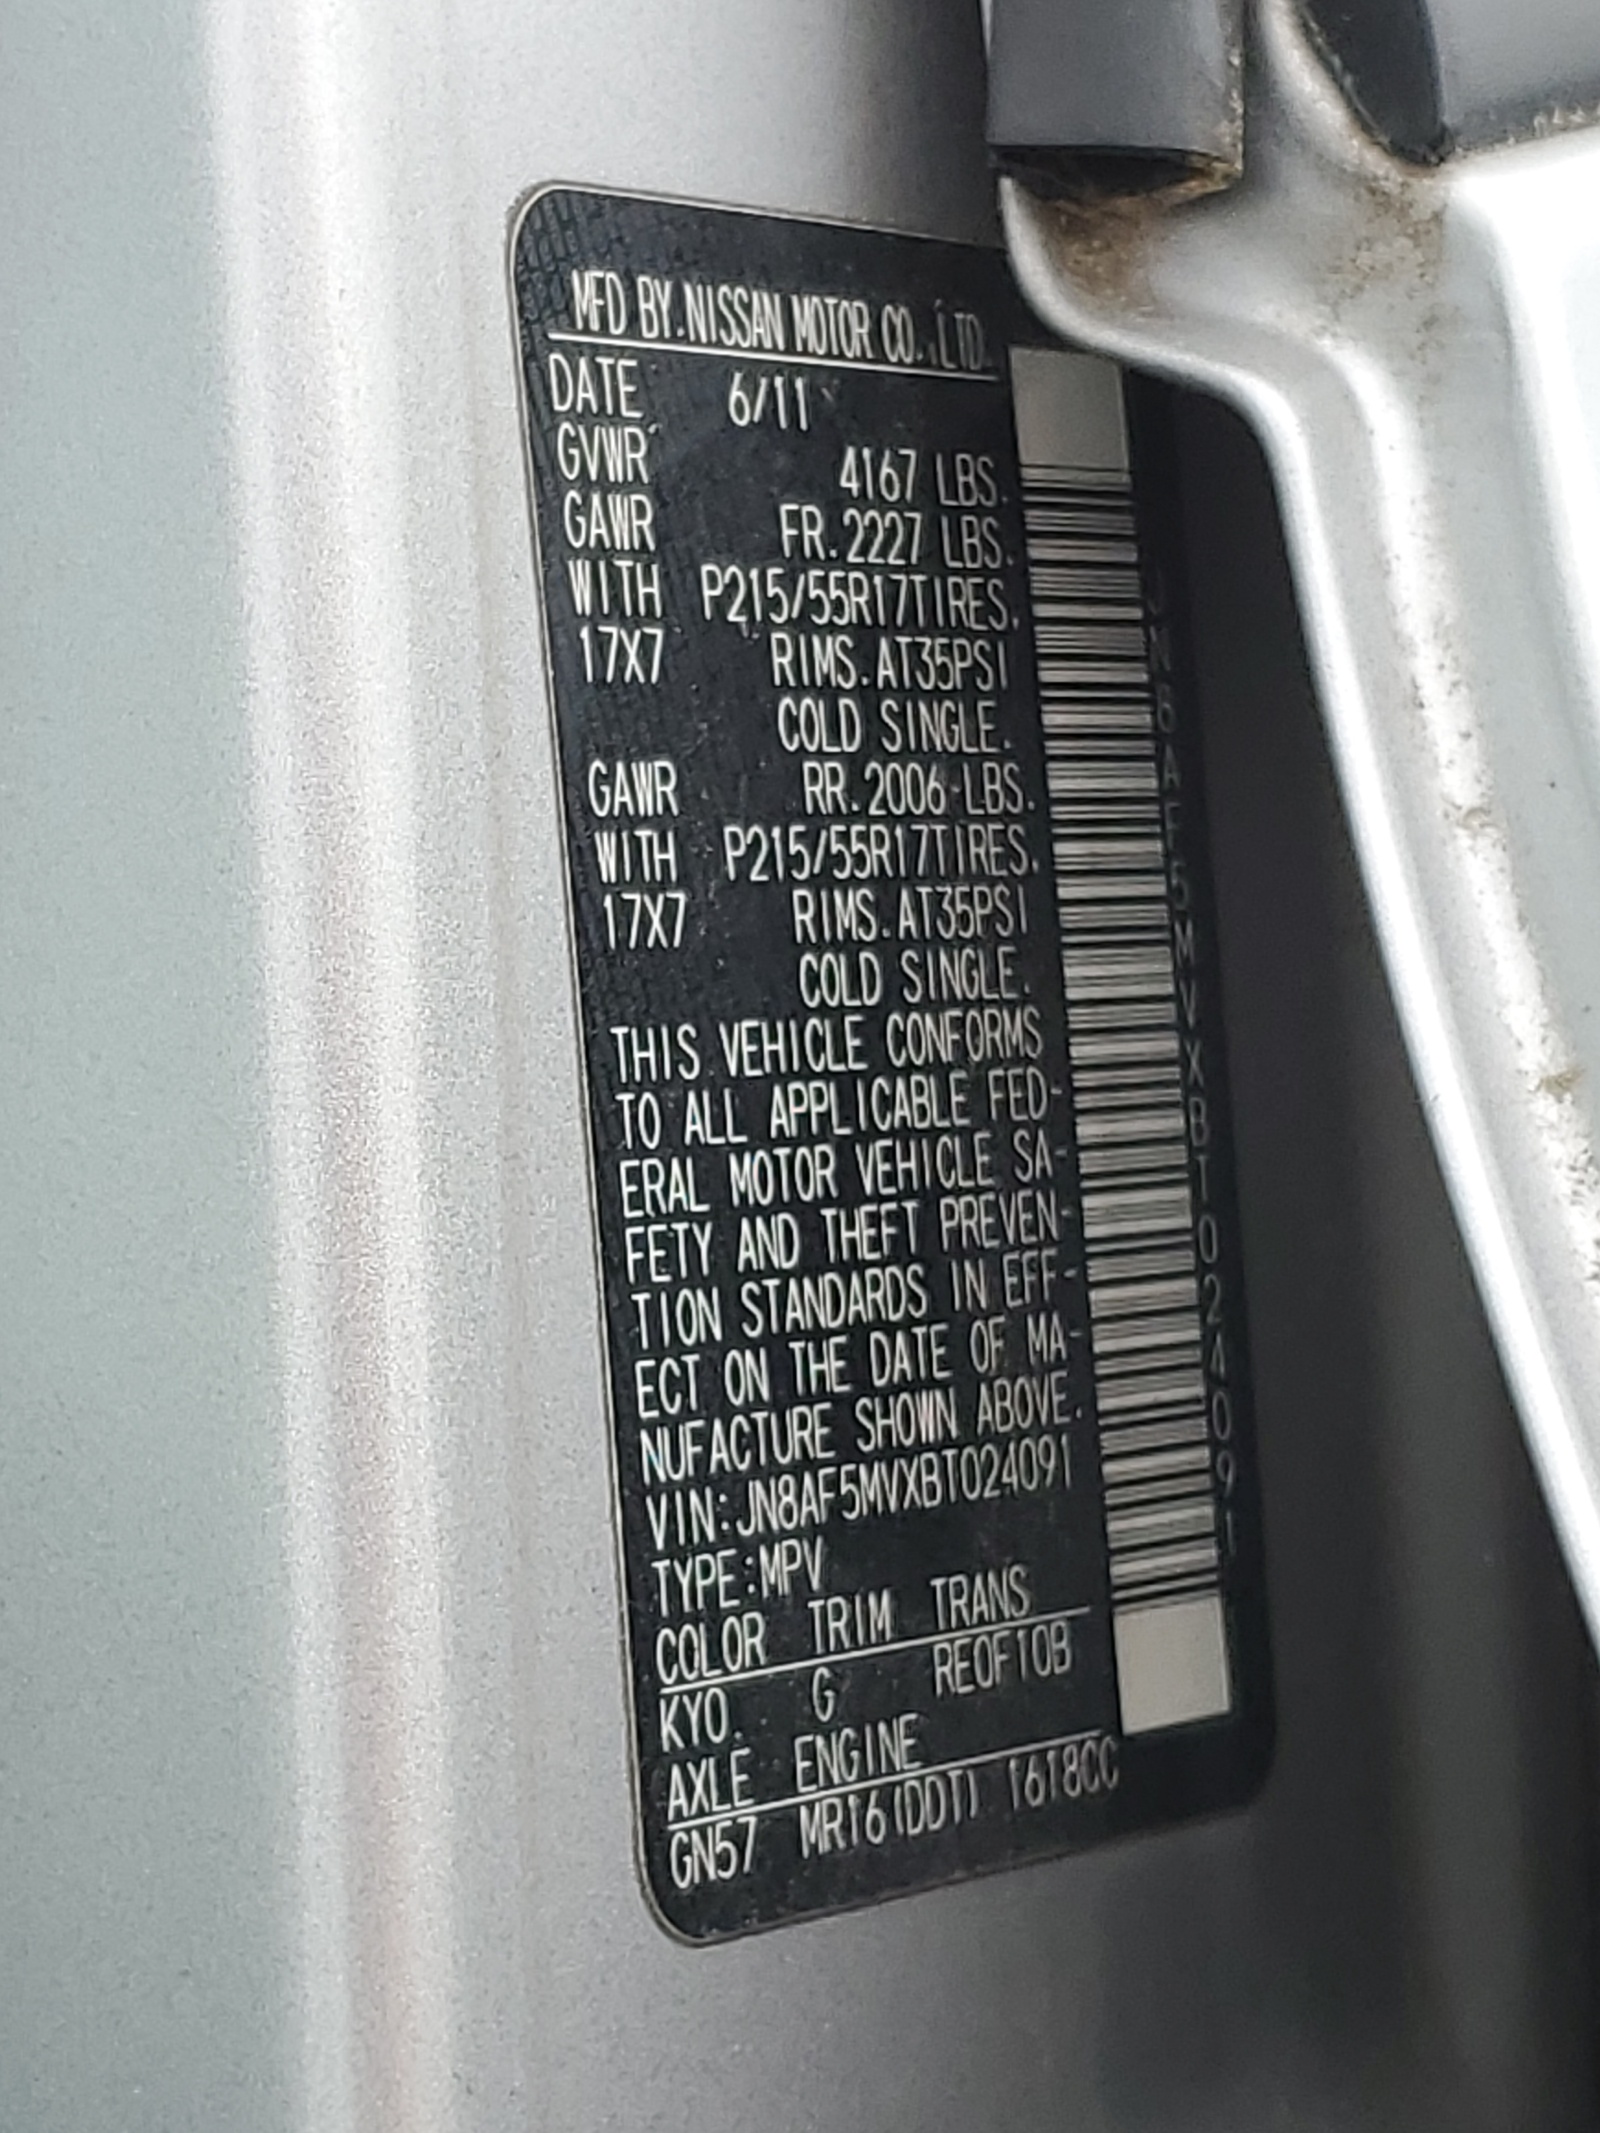 MFD BY.NISSAN MOTOR CO.,LTD.
DATE 6/11
GVWR 4167 LBS.
GAWR FR.2227 LBS.
WITH P215/55R17TIRES.
17X7 RIMS.AT35PSI
COLD SINGLE.
GAWR RR.2006 LBS.
WITH P215/55R17TIRES.
17X7 RIMS.AT35PSI
COLD SINGLE.
THIS VEHICLE CONFORMS
TO ALL APPLICABLE FED-
ERAL MOTOR VEHICLE SA-
FETY AND THEFT PREVEN-
TION STANDARDS IN EFF-
ECT ON THE DATE OF MA-
NUFACTURE SHOWN ABOVE.
VIN:JN8AF5MVXBT024091
TYPE:MPV
COLOR TRIM TRANS
KYO. G RE0F10B
AXLE ENGINE
GN57 MR16(DDT) 1618CC
JN8AF5MVXBT024091